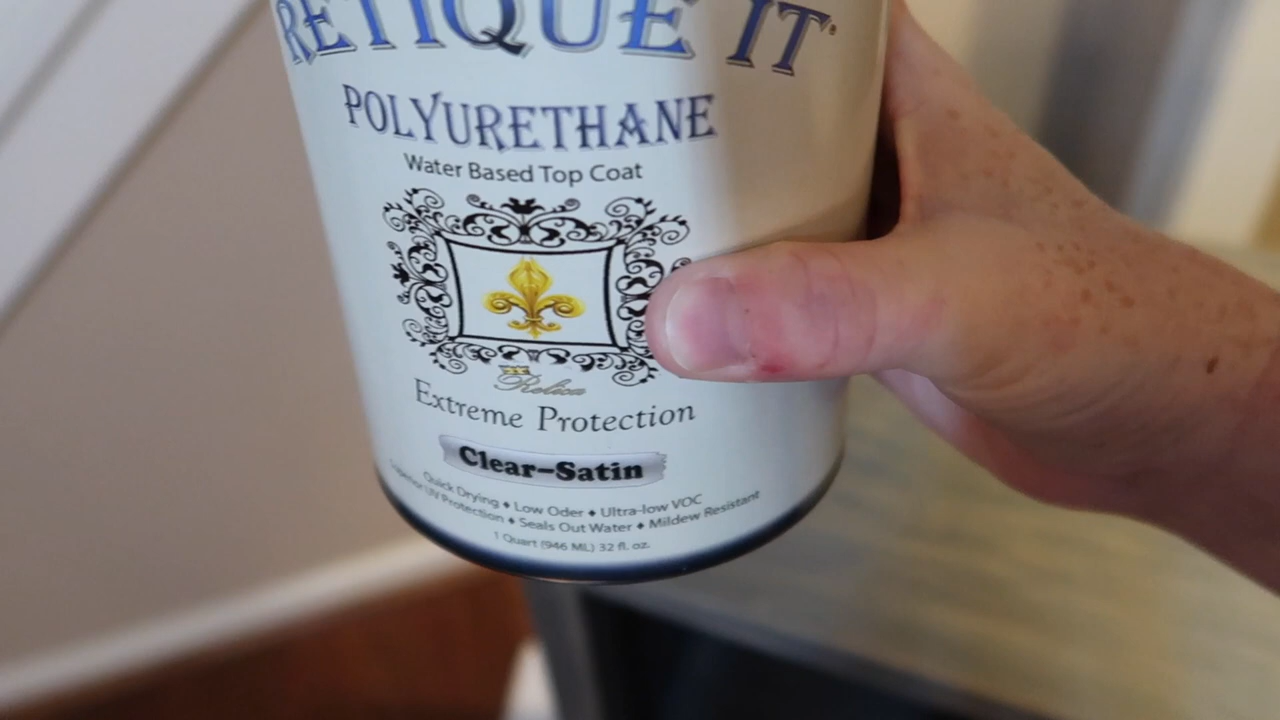 RETIQUE IT®
POLYURETHANE
Water Based Top Coat
Relica
Extreme Protection
Clear-Satin
Quick Drying ♦ Low Oder ♦ Ultra-low VOC
Superior UV Protection ♦ Seals Out Water ♦ Mildew Resistant
1 Quart (946 ML) 32 fl. oz.